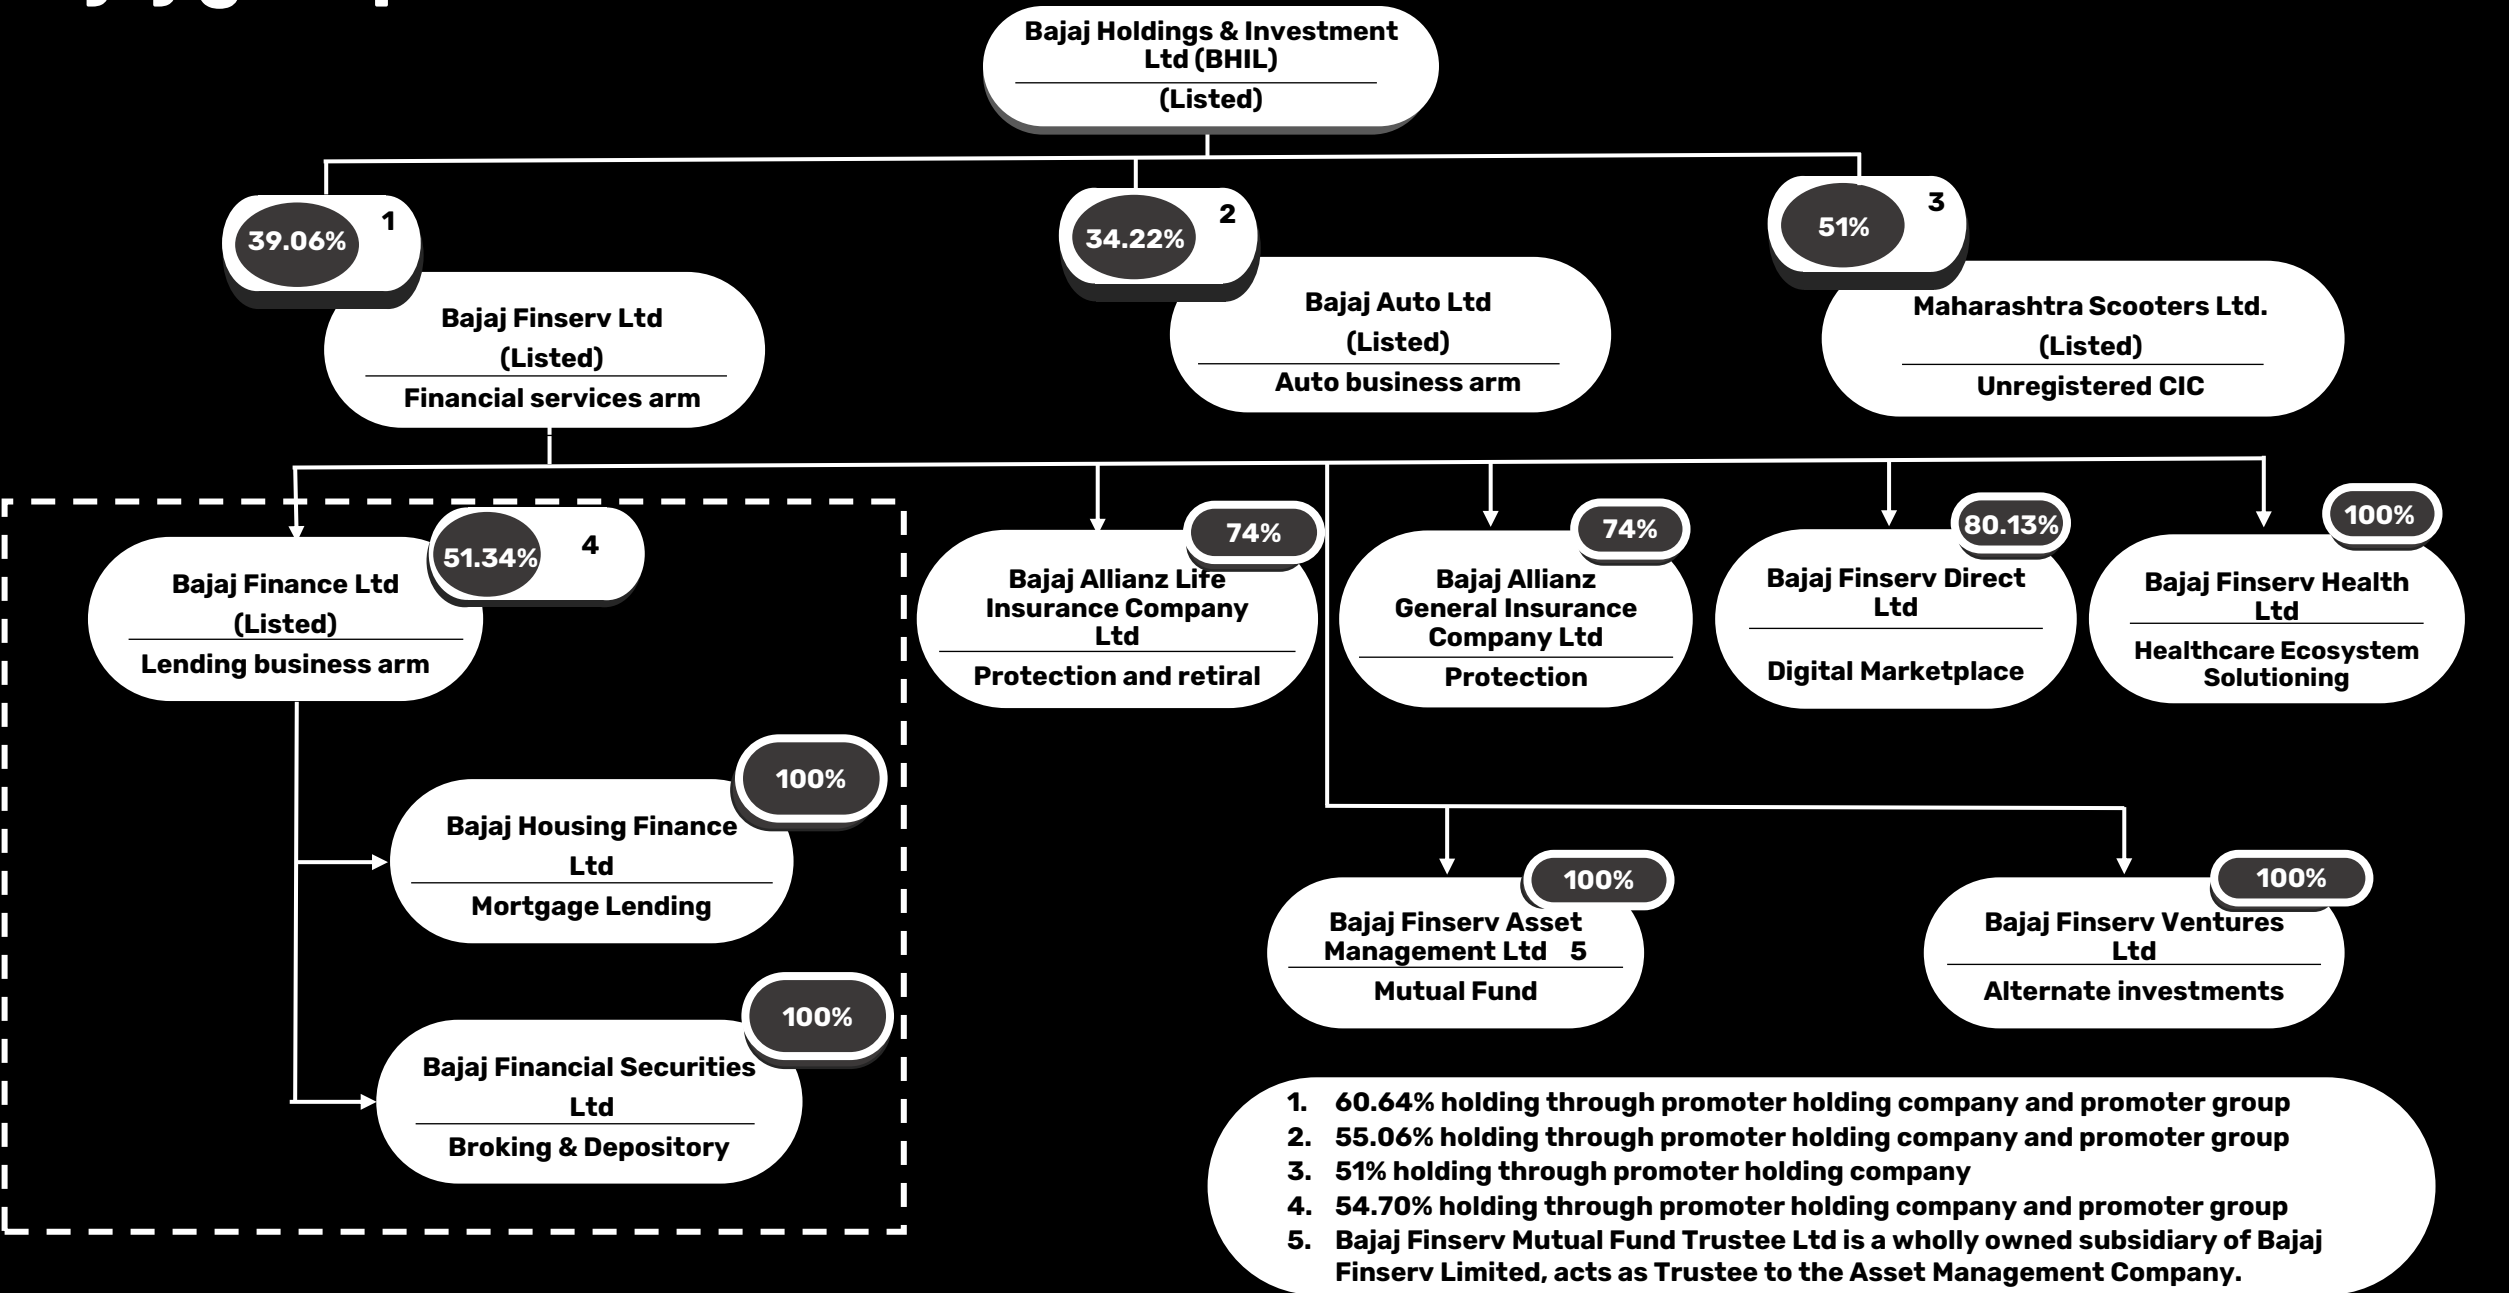 Bajaj Holdings & Investment
Ltd (BHIL)
(Listed)
39.06%
1
34.22%
2
51%
3
Bajaj Finserv Ltd
(Listed)
Financial services arm
Bajaj Auto Ltd
(Listed)
Auto business arm
Maharashtra Scooters Ltd.
(Listed)
Unregistered CIC
51.34%
4
Bajaj Finance Ltd
(Listed)
Lending business arm
74%
Bajaj Allianz Life
Insurance Company
Ltd
Protection and retiral
74%
Bajaj Allianz
General Insurance
Company Ltd
Protection
80.13%
Bajaj Finserv Direct
Ltd
Digital Marketplace
100%
Bajaj Finserv Health
Ltd
Healthcare Ecosystem
Solutioning
100%
Bajaj Housing Finance
Ltd
Mortgage Lending
100%
Bajaj Financial Securities
Ltd
Broking & Depository
100%
Bajaj Finserv Asset
Management Ltd 5
Mutual Fund
100%
Bajaj Finserv Ventures
Ltd
Alternate investments
1. 60.64% holding through promoter holding company and promoter group
2. 55.06% holding through promoter holding company and promoter group
3. 51% holding through promoter holding company
4. 54.70% holding through promoter holding company and promoter group
5. Bajaj Finserv Mutual Fund Trustee Ltd is a wholly owned subsidiary of Bajaj
Finserv Limited, acts as Trustee to the Asset Management Company.